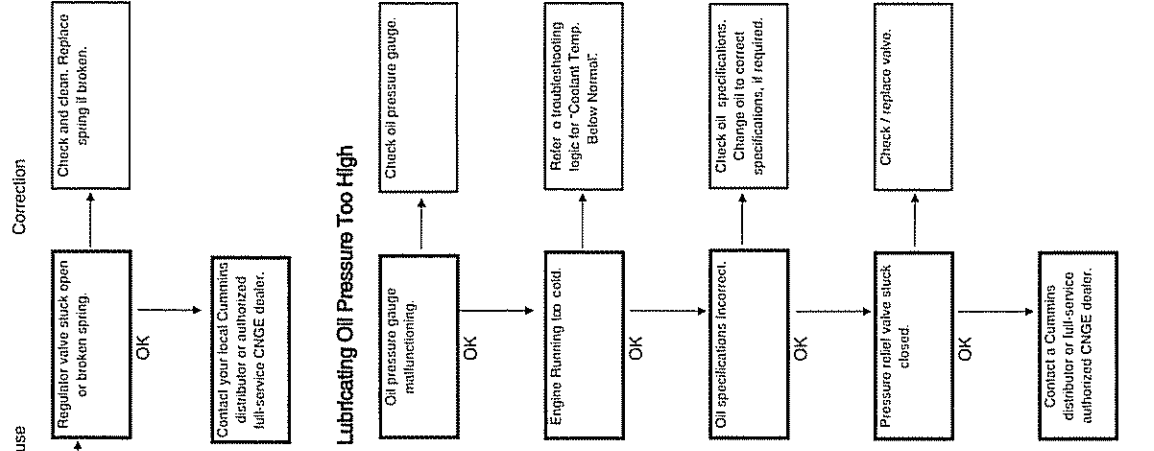 use
Correction
Regulator valve stuck open
or broken spring.
Check and clean. Replace
spring if broken.
OK
Contact your local Cummins
distributor or authorized
full-service CNGE dealer.
Lubricating Oil Pressure Too High
Oil pressure gauge
malfunctioning.
Check oil pressure gauge.
OK
Engine Running too cold.
Refer o troubleshooting
logic for "Coolant Temp.
Below Normal".
OK
Oil specifications incorrect.
Check oil specifications.
Change oil to correct
specifications, if required.
OK
Pressure relief valve stuck
closed.
Check / replace valve.
OK
Contact a Cummins
distributor or full-service
authorized CNGE dealer.